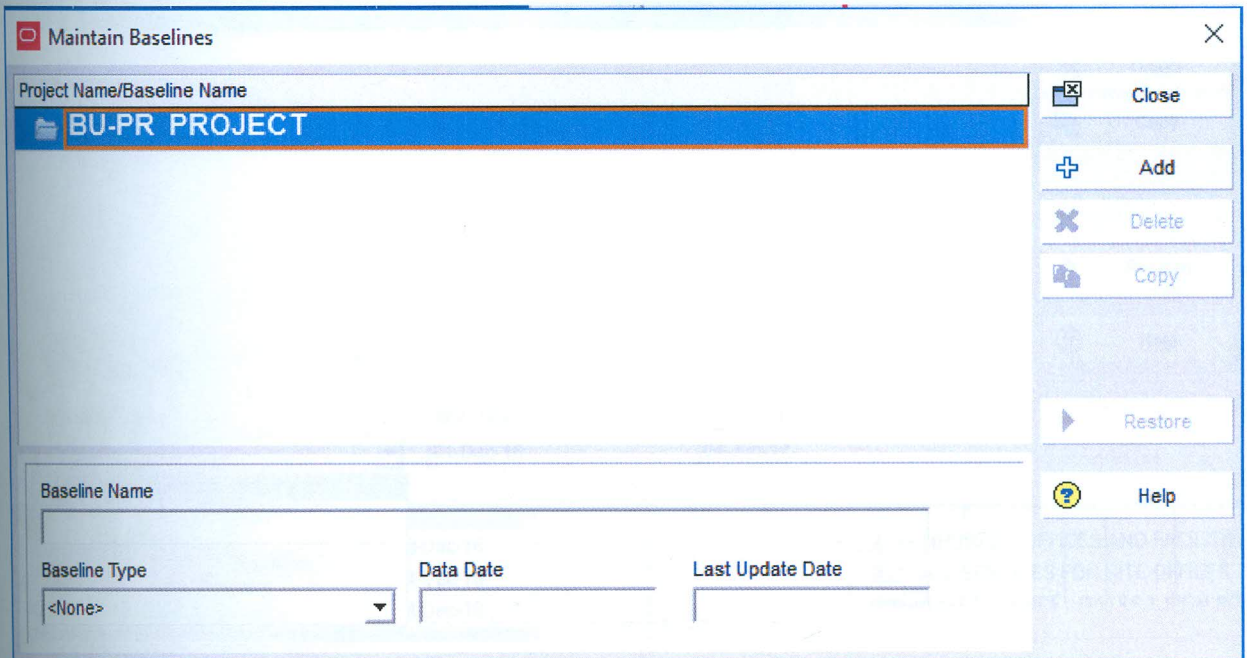 Maintain Baselines
Project Name/Baseline Name
BU-PR PROJECT
Close
Add
Delete
Copy
Restore
Help
Baseline Name
Baseline Type
Data Date
Last Update Date
<None>